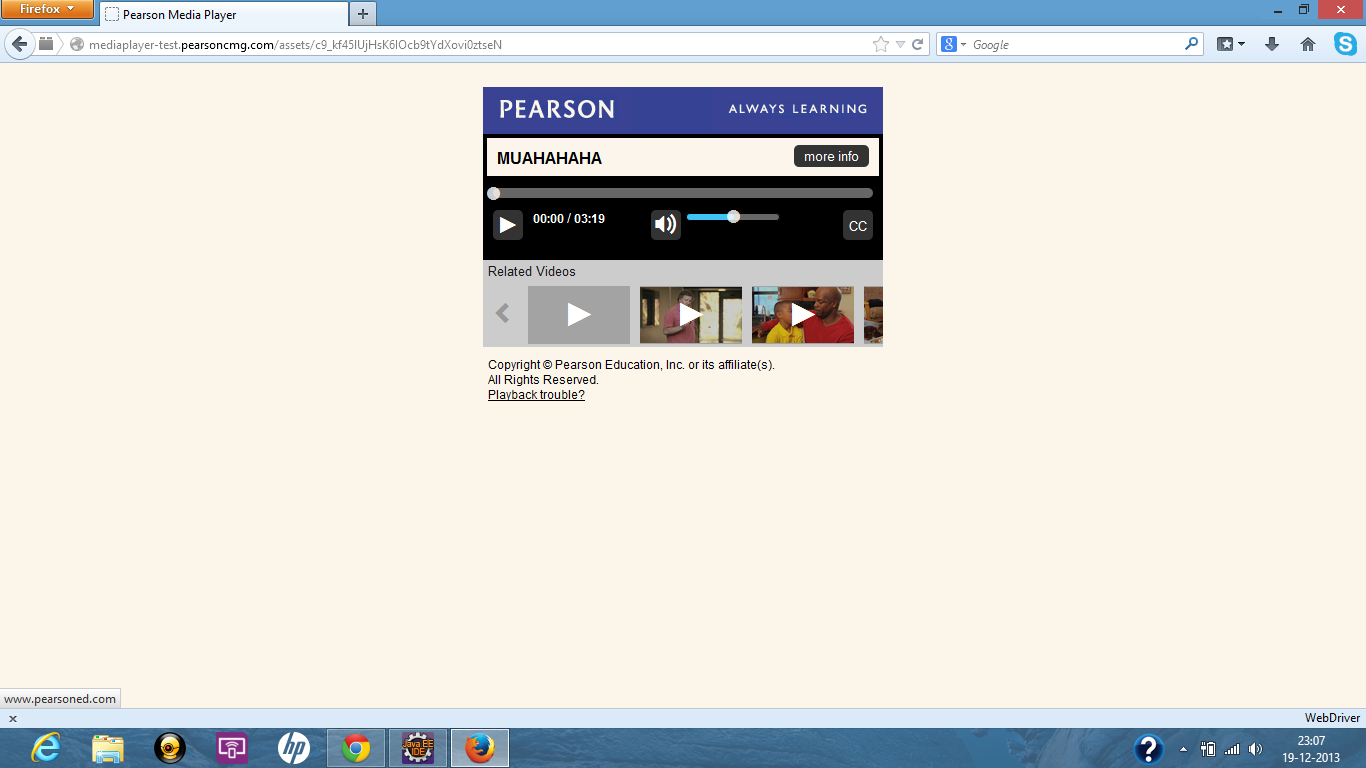 Firefox
Pearson Media Player
mediaplayer-test.pearsoncmg.com/assets/c9_kf45IUjHsK6IOcb9tYdXovi0ztseN
Google
PEARSON
ALWAYS LEARNING
MUAHAHAHA
more info
00:00 / 03:19
CC
Related Videos
Copyright © Pearson Education, Inc. or its affiliate(s).
All Rights Reserved.
Playback trouble?
www.pearsoned.com
WebDriver
hp
Java EE
IDE
23:07
19-12-2013